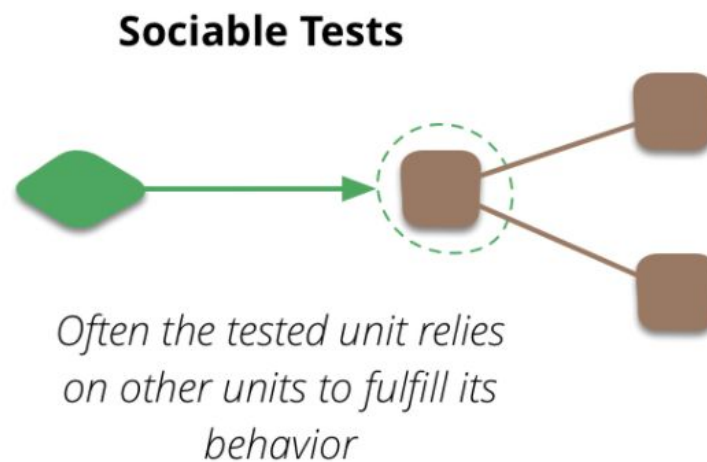 Sociable Tests
Often the tested unit relies
on other units to fulfill its
behavior